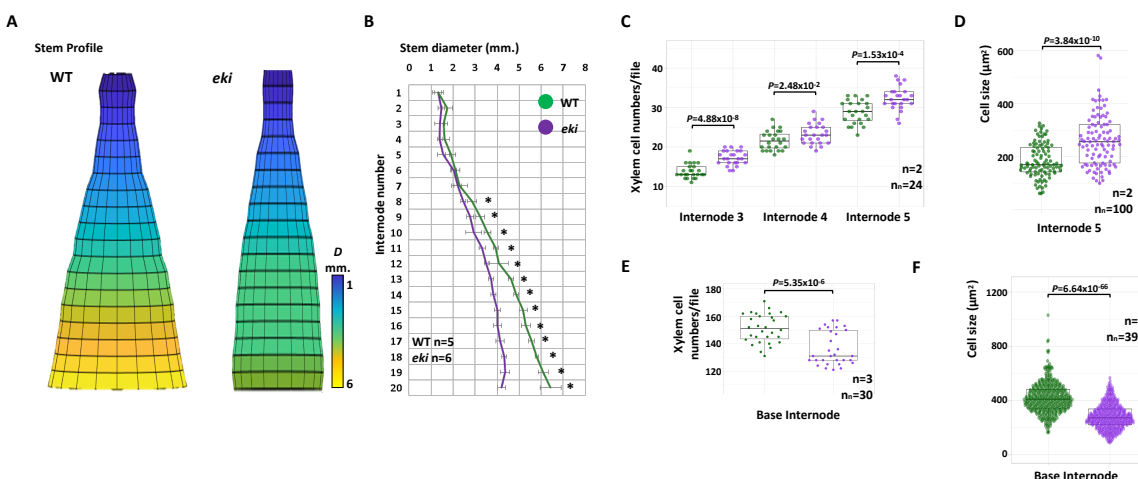 A
Stem Profile
WT
eki
D
mm.
1
6
B
Stem diameter (mm.)
0 1 2 3 4 5 6 7 8
Internode number
1
2
3
4
5
6
7
8
9
10
11
12
13
14
15
16
17
18
19
20
WT
eki
*
*
*
*
*
*
*
*
*
*
*
*
*
WT n=5
eki n=6
C
Xylem cell numbers/file
40
30
20
10
P=4.88x10-8
P=2.48x10-2
P=1.53x10-4
n=2
nn=24
Internode 3 Internode 4 Internode 5
D
Cell size (µm²)
600
400
200
P=3.84x10-10
n=2
nn=100
Internode 5
E
Xylem cell
numbers/file
180
160
140
120
P=5.35x10-6
n=3
nn=30
Base Internode
F
Cell size (µm²)
1200
800
400
0
P=6.64x10-66
n=
nn=39
Base Internode